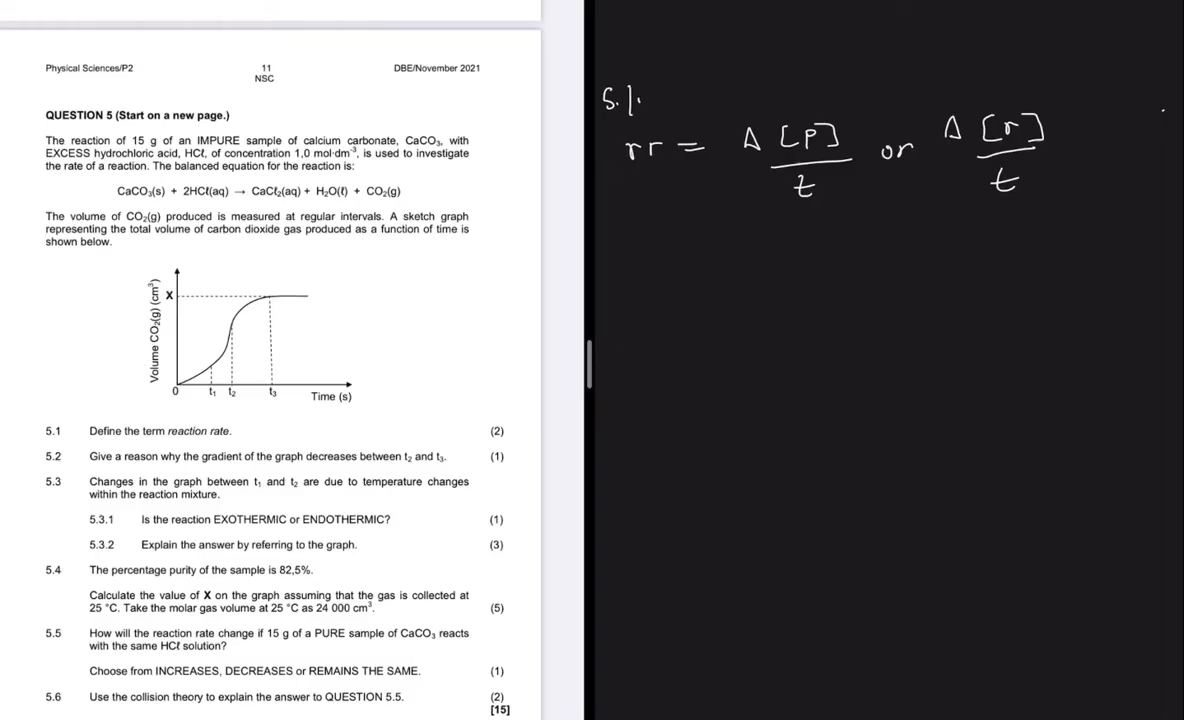 Physical Sciences/P2 11 DBE/November 2021
NSC
QUESTION 5 (Start on a new page.)
The reaction of 15 g of an IMPURE sample of calcium carbonate, CaCO₃, with
EXCESS hydrochloric acid, HCℓ, of concentration 1,0 mol·dm⁻³, is used to investigate
the rate of a reaction. The balanced equation for the reaction is:
CaCO₃(s) + 2HCℓ(aq) → CaCℓ₂(aq) + H₂O(ℓ) + CO₂(g)
The volume of CO₂(g) produced is measured at regular intervals. A sketch graph
representing the total volume of carbon dioxide gas produced as a function of time is
shown below.
Volume CO₂(g) (cm³)
X
0 t₁ t₂ t₃ Time (s)
5.1 Define the term reaction rate. (2)
5.2 Give a reason why the gradient of the graph decreases between t₂ and t₃. (1)
5.3 Changes in the graph between t₁ and t₂ are due to temperature changes
within the reaction mixture.
5.3.1 Is the reaction EXOTHERMIC or ENDOTHERMIC? (1)
5.3.2 Explain the answer by referring to the graph. (3)
5.4 The percentage purity of the sample is 82,5%.
Calculate the value of X on the graph assuming that the gas is collected at
25 °C. Take the molar gas volume at 25 °C as 24 000 cm³. (5)
5.5 How will the reaction rate change if 15 g of a PURE sample of CaCO₃ reacts
with the same HCℓ solution?
Choose from INCREASES, DECREASES or REMAINS THE SAME. (1)
5.6 Use the collision theory to explain the answer to QUESTION 5.5. (2)
[15]
5.1.
rr = Δ[p]/t or Δ[r]/t